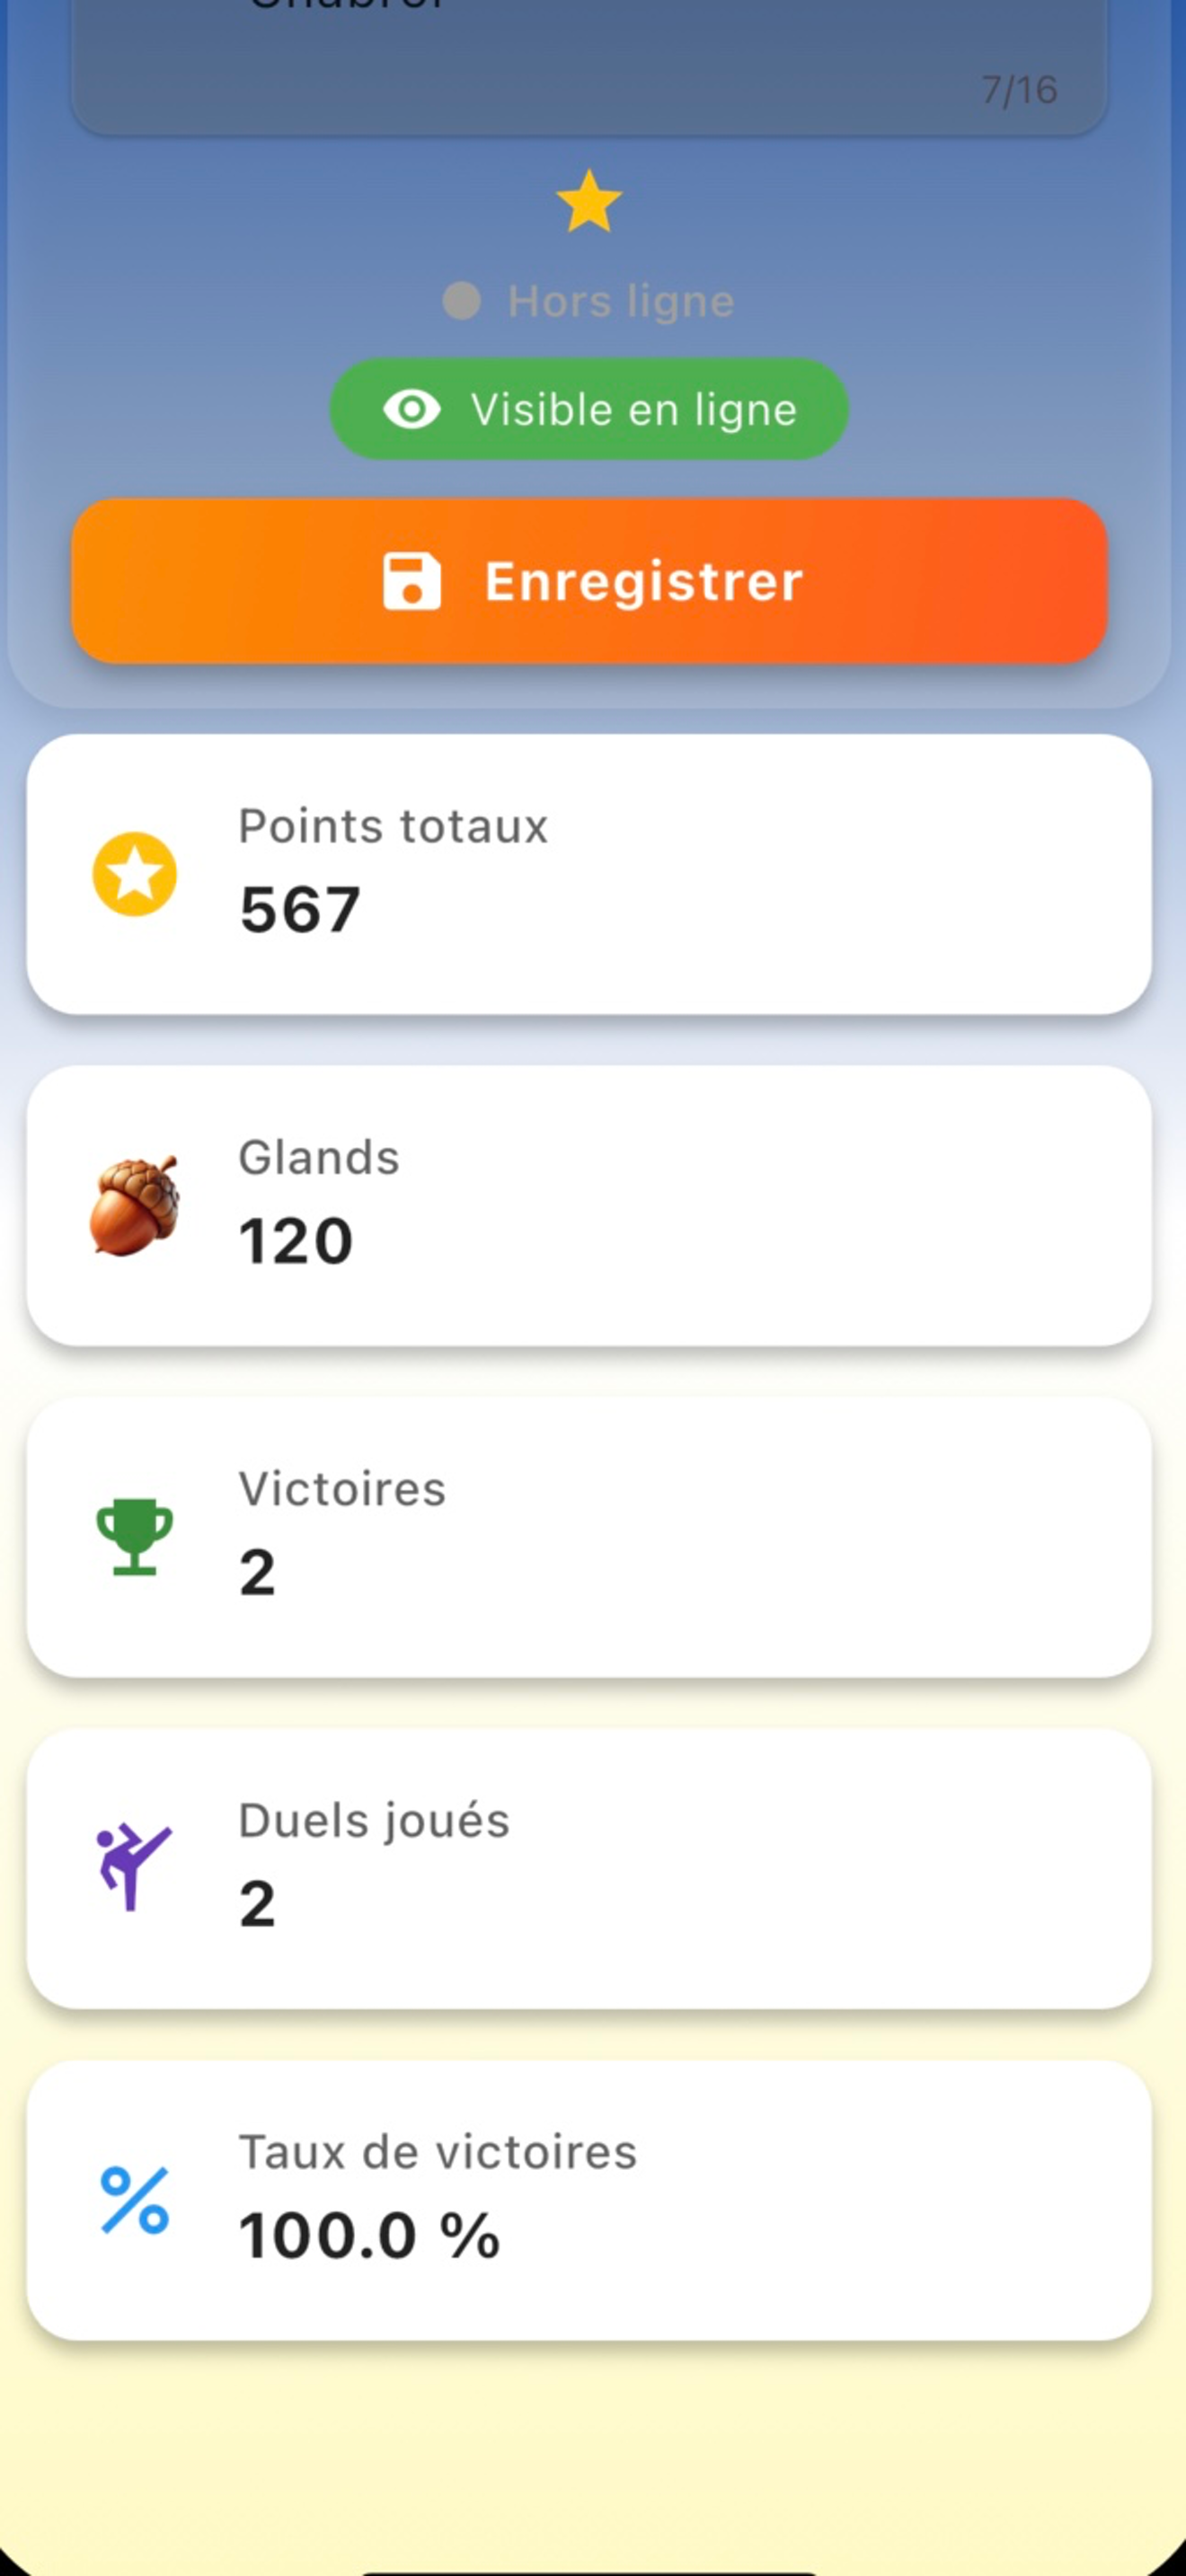 7/16
Hors ligne
Visible en ligne
Enregistrer
Points totaux
567
Glands
120
Victoires
2
Duels joués
2
Taux de victoires
100.0 %